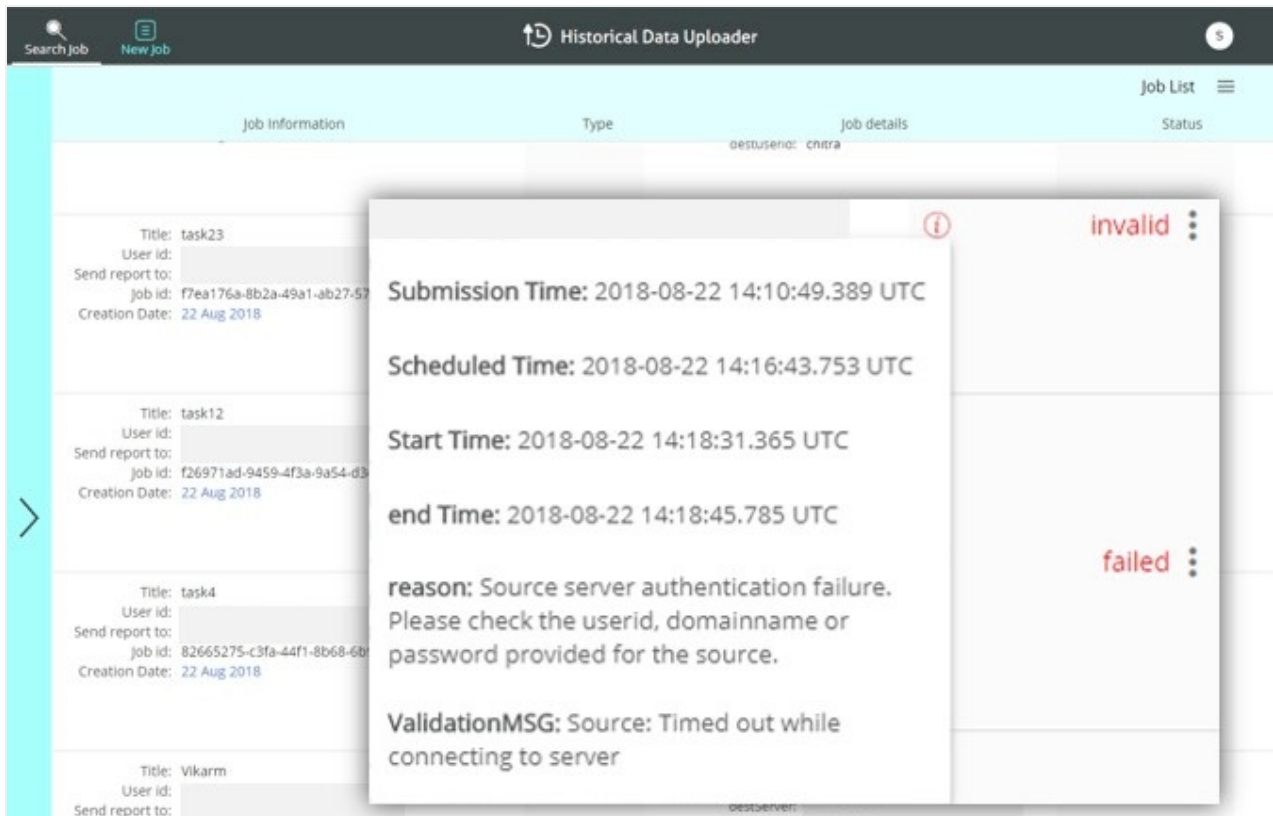 Search Job
New Job
Historical Data Uploader
S
Job List
Job Information Type Job details Status
destuserid: chitra
Title: task23
User id:
Send report to:
Job id: f7ea176a-8b2a-49a1-ab27-57
Creation Date: 22 Aug 2018
Title: task12
User id:
Send report to:
Job id: f26971ad-9459-4f3a-9a54-d3
Creation Date: 22 Aug 2018
Title: task4
User id:
Send report to:
Job id: 82665275-c3fa-44f1-8b68-6b
Creation Date: 22 Aug 2018
Title: Vikarm
User id:
Send report to:
invalid
Submission Time: 2018-08-22 14:10:49.389 UTC
Scheduled Time: 2018-08-22 14:16:43.753 UTC
Start Time: 2018-08-22 14:18:31.365 UTC
end Time: 2018-08-22 14:18:45.785 UTC
failed
reason: Source server authentication failure.
Please check the userid, domainname or
password provided for the source.
ValidationMSG: Source: Timed out while
connecting to server
destServer: